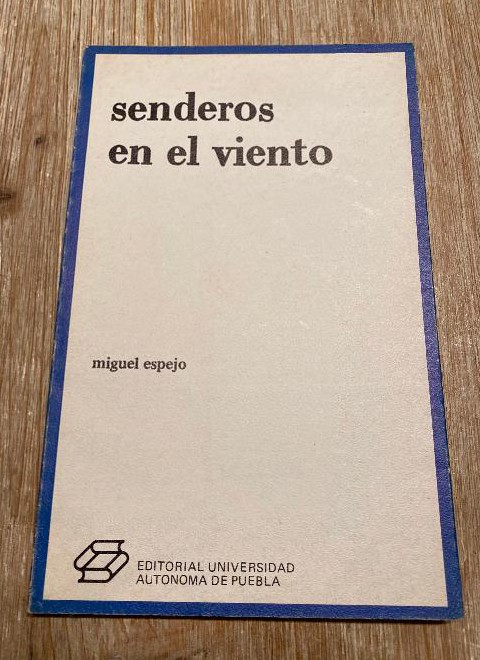 senderos
en el viento
miguel espejo
EDITORIAL UNIVERSIDAD
AUTONOMA DE PUEBLA